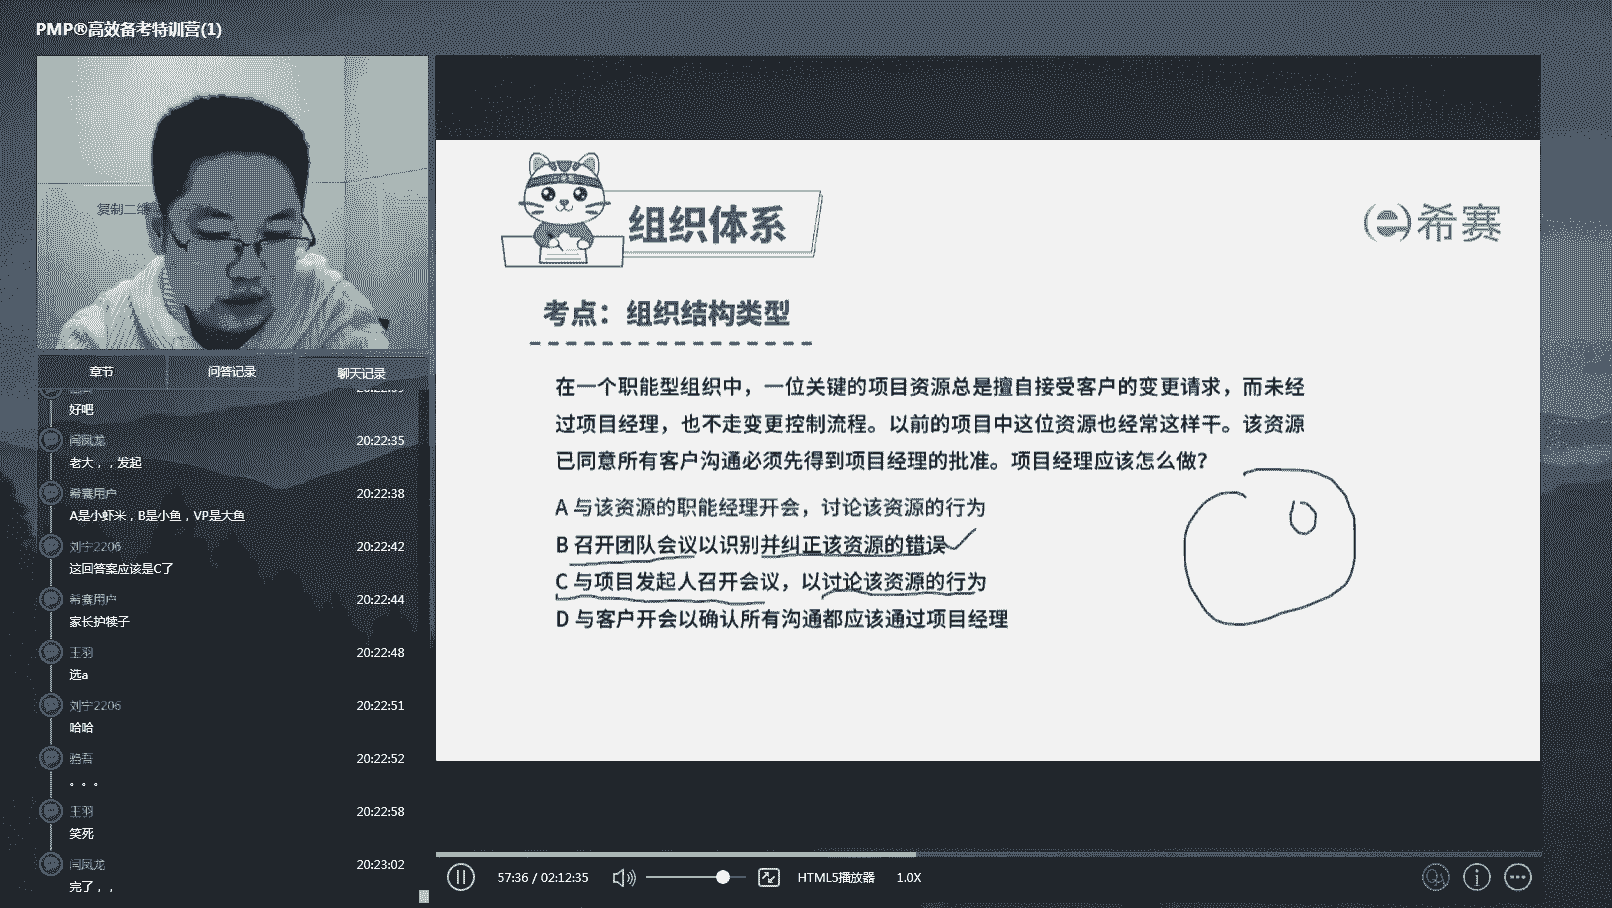 PMP®高效备考特训营(1)
复制二维
章节
问答记录
聊天记录
好吧
闫凤龙
20:22:35
老大，，发起
希赛用户
20:22:38
A是小虾米，B是小鱼，VP是大鱼
刘宁2206
20:22:42
这回答案应该是C了
希赛用户
20:22:44
家长护犊子
王羽
20:22:48
选a
刘宁2206
20:22:51
哈哈
20:22:52
。。。
王羽
20:22:58
笑死
闫凤龙
20:23:02
完了，，
组织体系
希赛
考点：组织结构类型
在一个职能型组织中，一位关键的项目资源总是擅自接受客户的变更请求，而未经
过项目经理，也不走变更控制流程。以前的项目中这位资源也经常这样干。该资源
已同意所有客户沟通必须先得到项目经理的批准。项目经理应该怎么做？
A 与该资源的职能经理开会，讨论该资源的行为
B 召开团队会议以识别并纠正该资源的错误
C 与项目发起人召开会议，以讨论该资源的行为
D 与客户开会以确认所有沟通都应该通过项目经理
57:36 / 02:12:35
HTML5播放器
1.0X